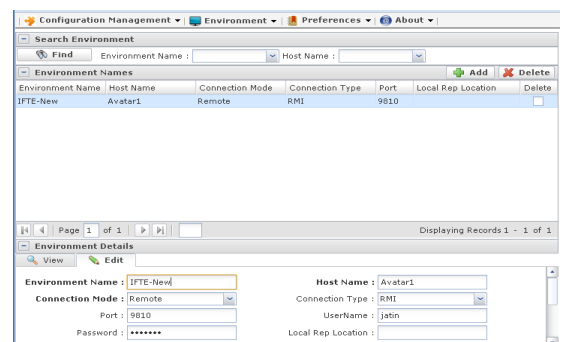 Configuration Management Environment Preferences About
Search Environment
Find Environment Name : Host Name :
Environment Names Add Delete
Environment Name Host Name Connection Mode Connection Type Port Local Rep Location Delete
IFTE-New Avatar1 Remote RMI 9810
Page 1 of 1 Displaying Records 1 - 1 of 1
Environment Details
View Edit
Environment Name : IFTE-New Host Name : Avatar1
Connection Mode : Remote Connection Type : RMI
Port : 9810 UserName : jatin
Password : ••••••• Local Rep Location :